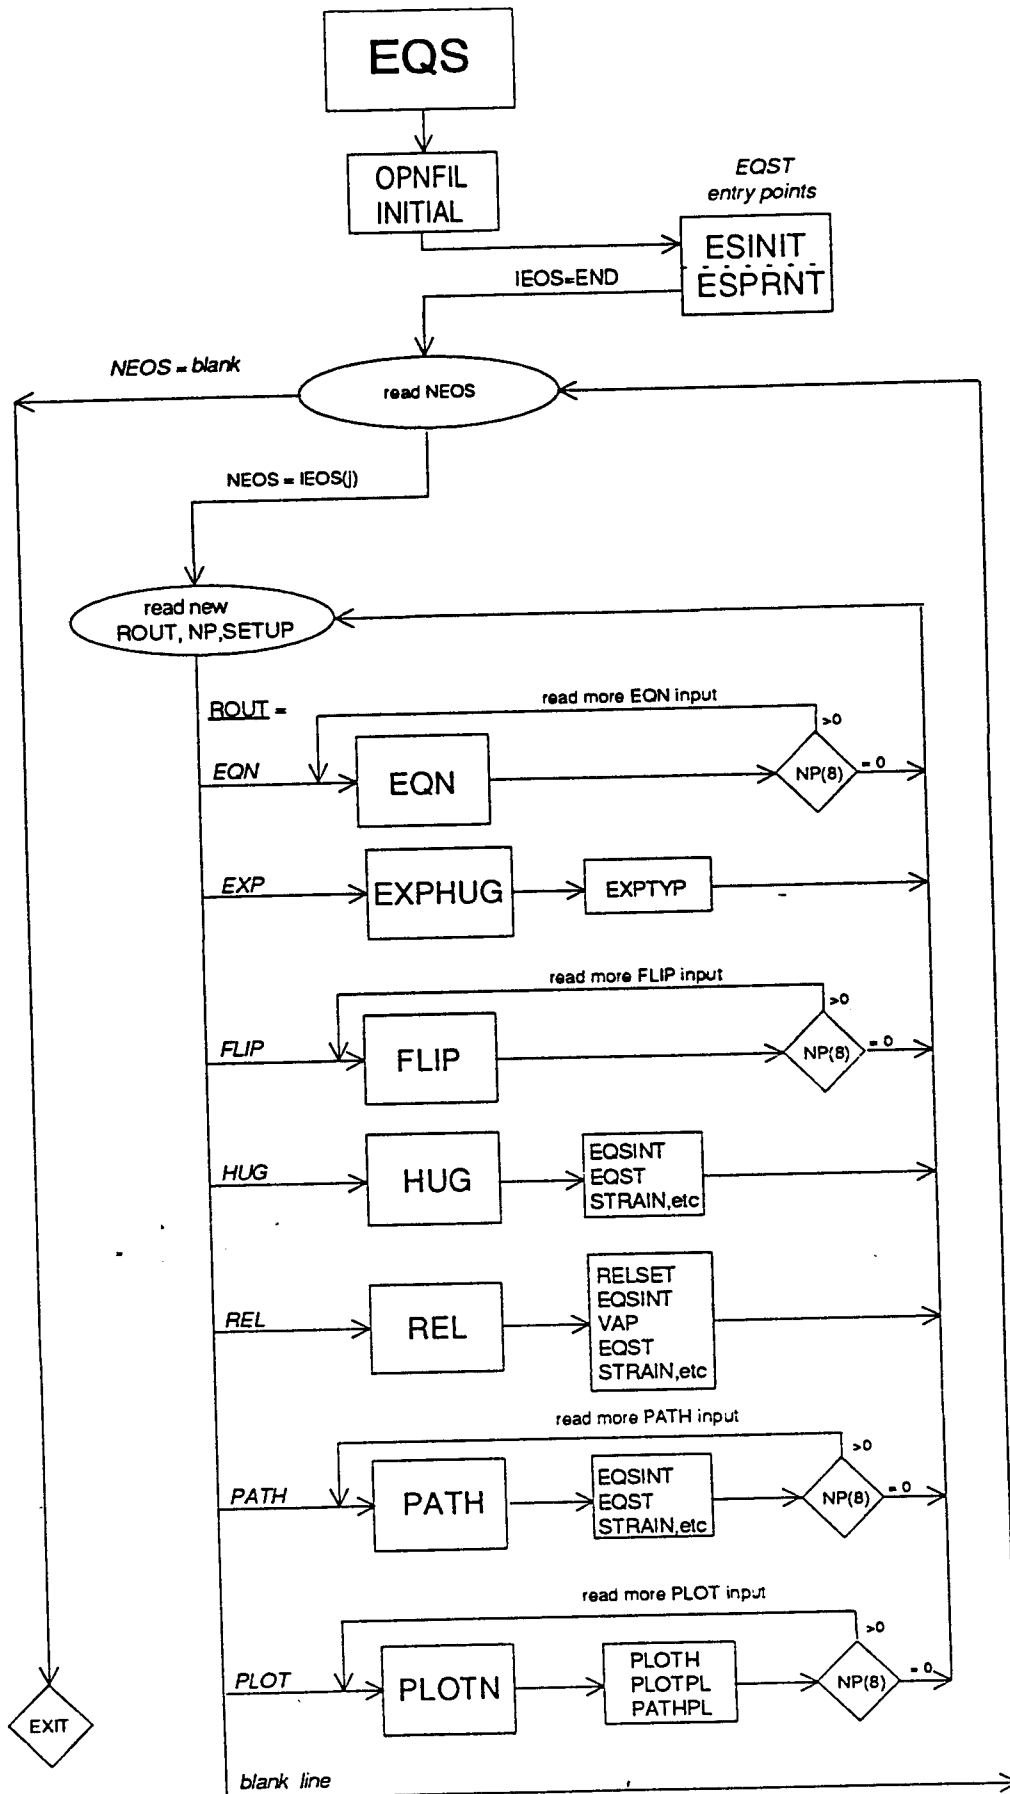 EQS
OPNFIL
INITIAL
EQST
entry points
ESINIT
ESPRNT
IEOS=END
NEOS = blank
read NEOS
NEOS = IEOS(j)
read new
ROUT, NP,SETUP
ROUT =
read more EQN input
>0
EQN
EQN
NP(8)
= 0
EXP
EXPHUG
EXPTYP
read more FLIP input
>0
FLIP
FLIP
NP(8)
= 0
HUG
HUG
EQSINT
EQST
STRAIN,etc
REL
REL
RELSET
EQSINT
VAP
EQST
STRAIN,etc
read more PATH input
>0
PATH
PATH
EQSINT
EQST
STRAIN,etc
NP(8)
= 0
read more PLOT input
>0
PLOT
PLOTN
PLOTH
PLOTPL
PATHPL
NP(8)
= 0
EXIT
blank line